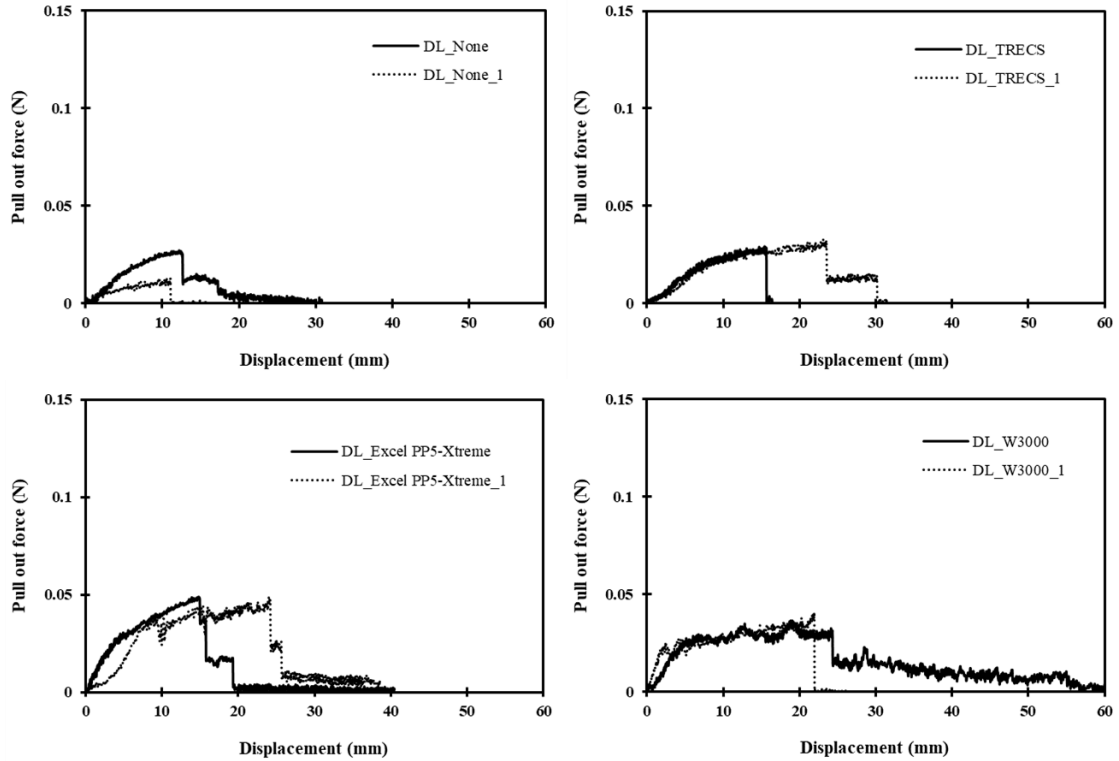 0.15
DL_None
DL_None_1
0.1
Pull out force (N)
0.05
0
0 10 20 30 40 50 60
Displacement (mm)
0.15
DL_TRECS
DL_TRECS_1
0.1
Pull out force (N)
0.05
0
0 10 20 30 40 50 60
Displacement (mm)
0.15
DL_Excel PP5-Xtreme
DL_Excel PP5-Xtreme_1
0.1
Pull out force (N)
0.05
0
0 10 20 30 40 50 60
Displacement (mm)
0.15
DL_W3000
DL_W3000_1
0.1
Pull out force (N)
0.05
0
0 10 20 30 40 50 60
Displacement (mm)